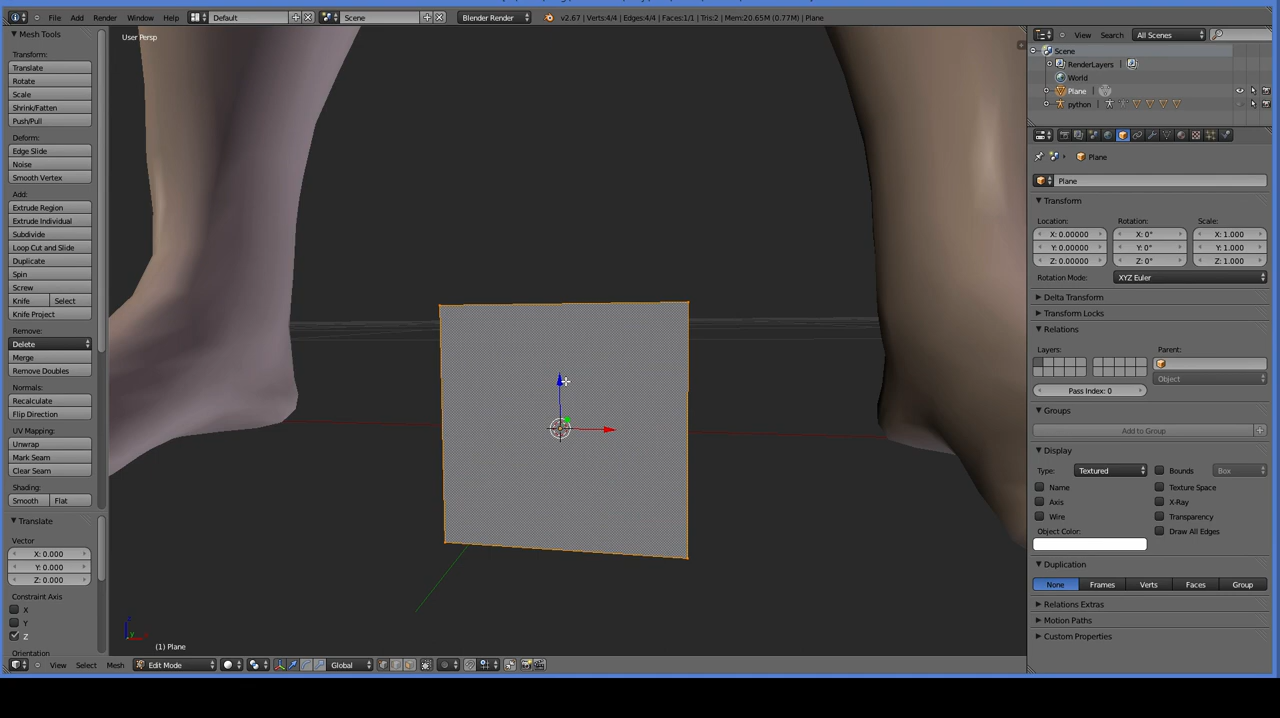 File Add Render Window Help Default Scene Blender Render v2.67 | Verts:4/4 | Edges:4/4 | Faces:1/1 | Tris:2 | Mem:20.65M (0.77M) | Plane
Mesh Tools
Transform:
Translate
Rotate
Scale
Shrink/Fatten
Push/Pull
Deform:
Edge Slide
Noise
Smooth Vertex
Add:
Extrude Region
Extrude Individual
Subdivide
Loop Cut and Slide
Duplicate
Spin
Screw
Knife Select
Knife Project
Remove:
Delete
Merge
Remove Doubles
Normals:
Recalculate
Flip Direction
UV Mapping:
Unwrap
Mark Seam
Clear Seam
Shading:
Smooth Flat
Translate
Vector
X: 0.000
Y: 0.000
Z: 0.000
Constraint Axis
X
Y
Z
Orientation
User Persp
(1) Plane
View Select Mesh Edit Mode Global
View Search All Scenes
Scene
RenderLayers
World
Plane
python
Plane
Plane
Transform
Location: Rotation: Scale:
X: 0.00000 X: 0° X: 1.000
Y: 0.00000 Y: 0° Y: 1.000
Z: 0.00000 Z: 0° Z: 1.000
Rotation Mode: XYZ Euler
Delta Transform
Transform Locks
Relations
Layers: Parent:
Object
Pass Index: 0
Groups
Add to Group
Display
Type: Textured Bounds Box
Name Texture Space
Axis X-Ray
Wire Transparency
Object Color: Draw All Edges
Duplication
None Frames Verts Faces Group
Relations Extras
Motion Paths
Custom Properties